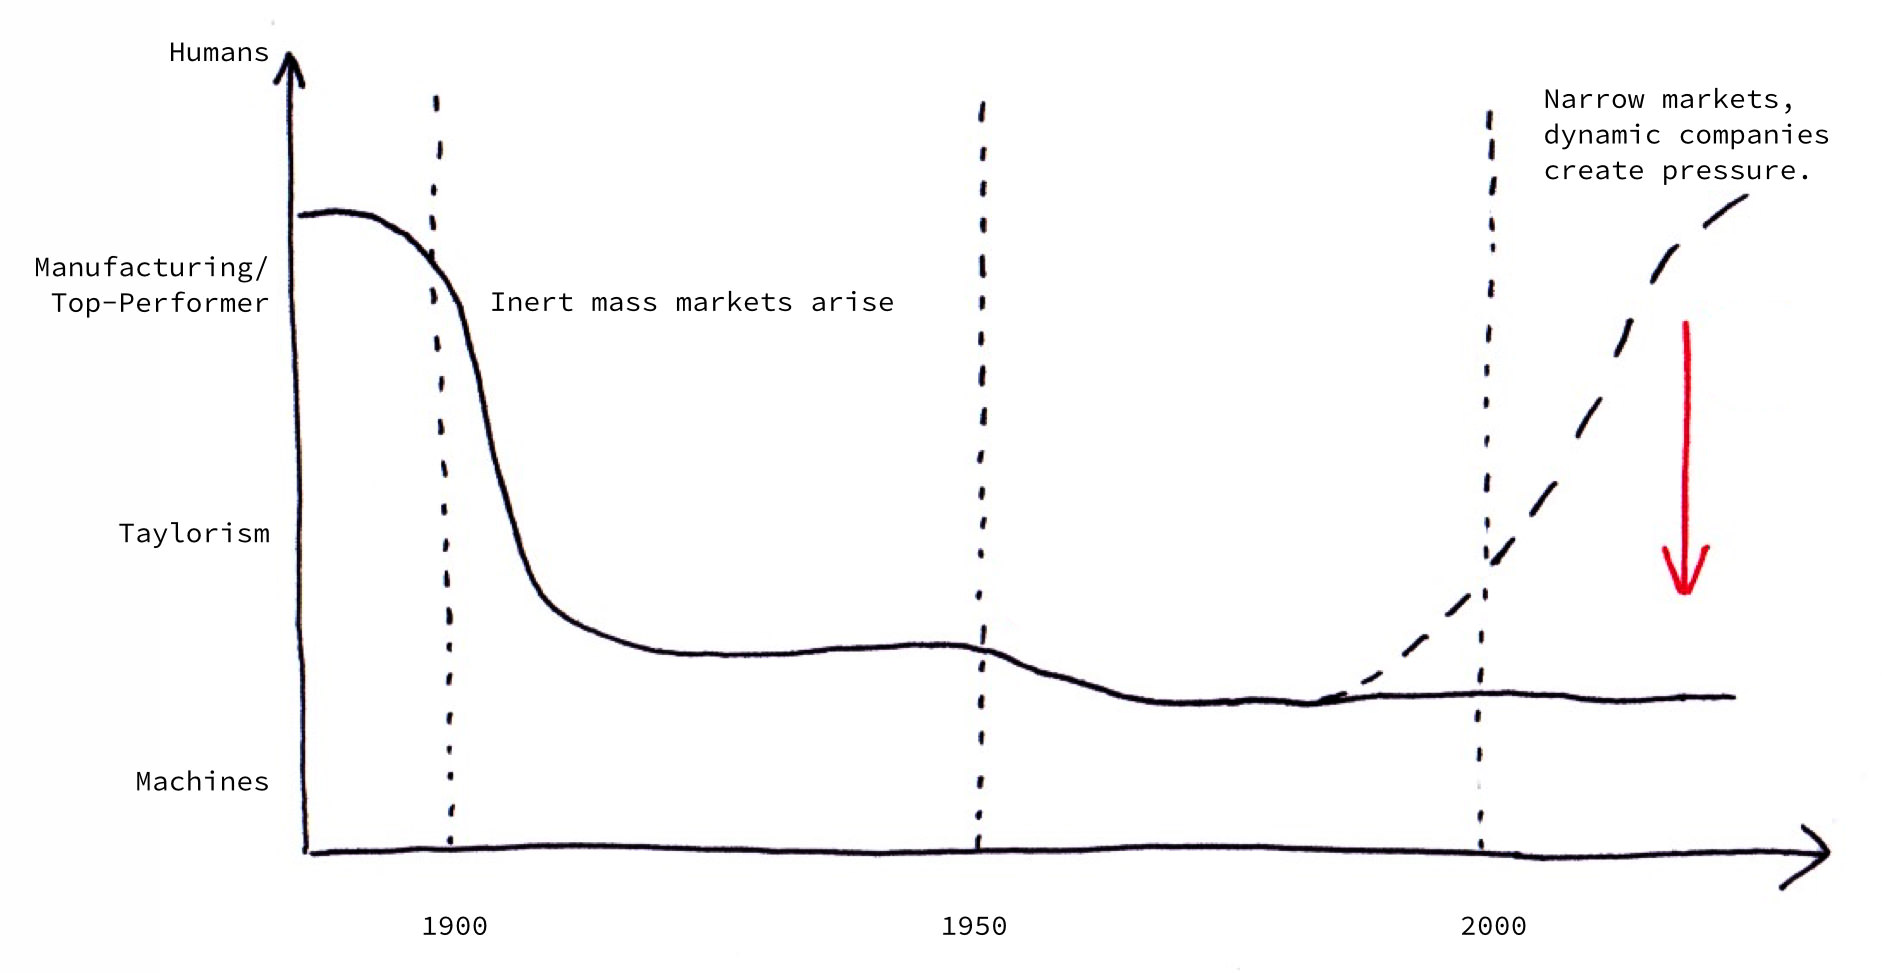 Humans
Narrow markets,
dynamic companies
create pressure.
Manufacturing/
Top-Performer
Inert mass markets arise
Taylorism
Machines
1900
1950
2000